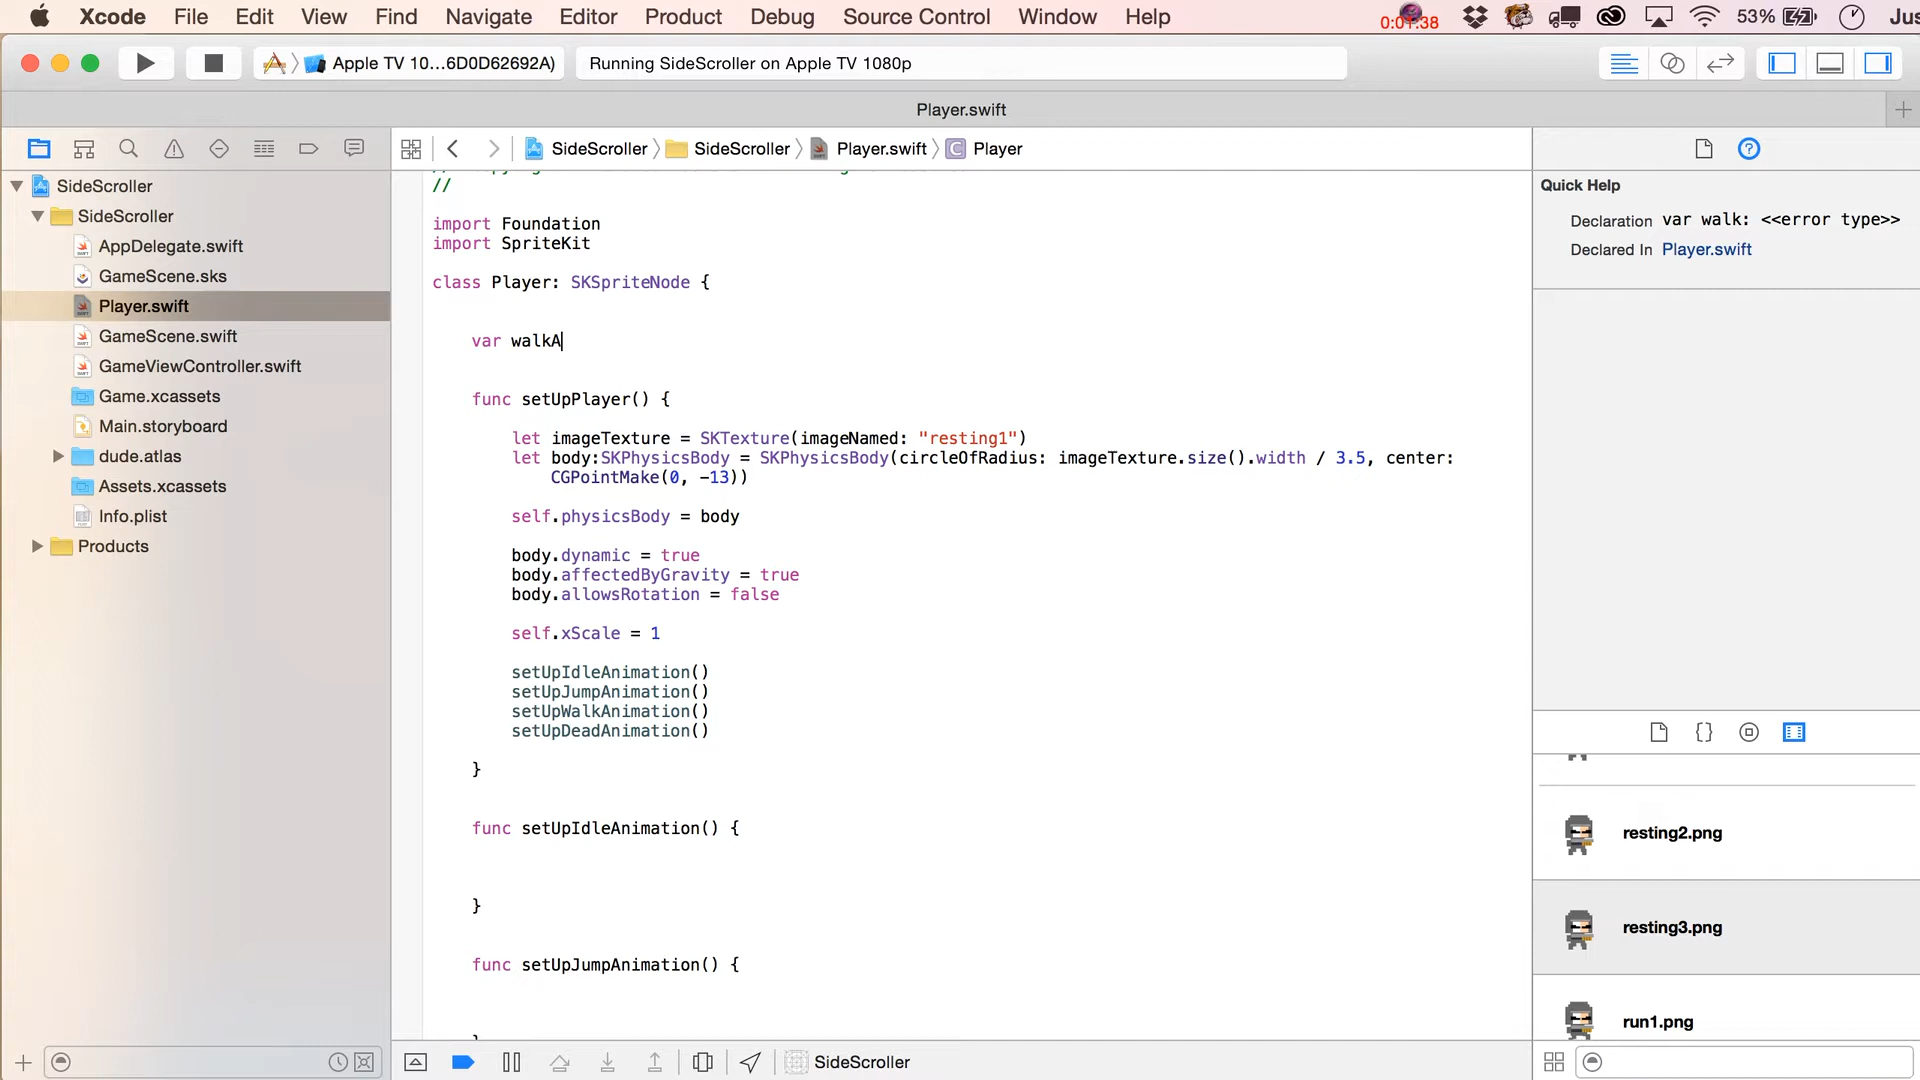 Xcode File Edit View Find Navigate Editor Product Debug Source Control Window Help 0:01:38 53% Jus
Apple TV 10...6D0D62692A) Running SideScroller on Apple TV 1080p
Player.swift
SideScroller SideScroller Player.swift C Player
SideScroller
SideScroller
AppDelegate.swift
GameScene.sks
Player.swift
GameScene.swift
GameViewController.swift
Game.xcassets
Main.storyboard
dude.atlas
Assets.xcassets
Info.plist
Products
//
import Foundation
import SpriteKit
class Player: SKSpriteNode {
var walkA
func setUpPlayer() {
let imageTexture = SKTexture(imageNamed: "resting1")
let body:SKPhysicsBody = SKPhysicsBody(circleOfRadius: imageTexture.size().width / 3.5, center:
CGPointMake(0, -13))
self.physicsBody = body
body.dynamic = true
body.affectedByGravity = true
body.allowsRotation = false
self.xScale = 1
setUpIdleAnimation()
setUpJumpAnimation()
setUpWalkAnimation()
setUpDeadAnimation()
}
func setUpIdleAnimation() {
}
func setUpJumpAnimation() {
SideScroller
Quick Help
Declaration var walk: <<error type>>
Declared In Player.swift
resting2.png
resting3.png
run1.png